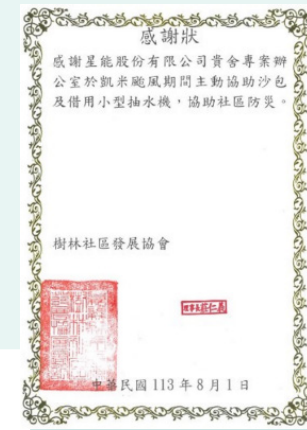 感謝狀
感謝星能股份有限公司貴舍專案辦
公室於凱米颱風期間主動協助沙包
及借用小型抽水機，協助社區防災。
樹林社區發展協會
中華民國 113 年 8 月 1 日